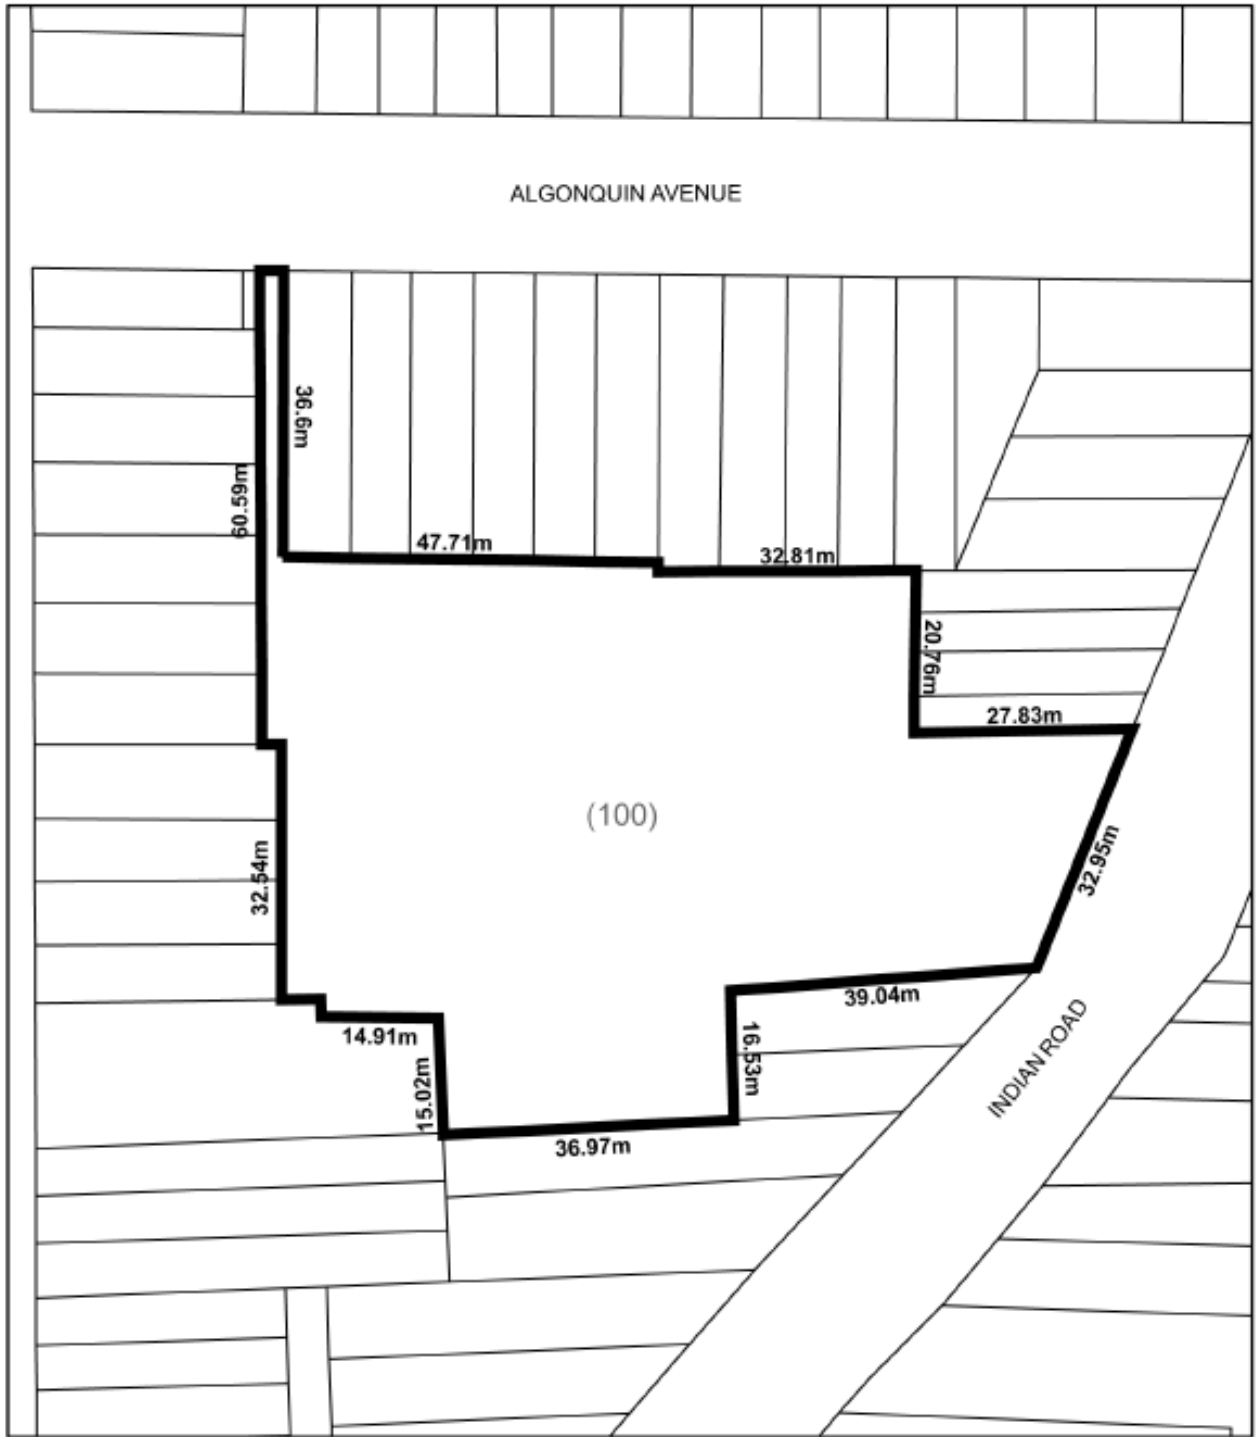 ALGONQUIN AVENUE
36.6m
60.59m
47.71m
32.81m
20.76m
27.83m
(100)
32.95m
32.54m
39.04m
14.91m
16.53m
15.02m
INDIAN ROAD
36.97m